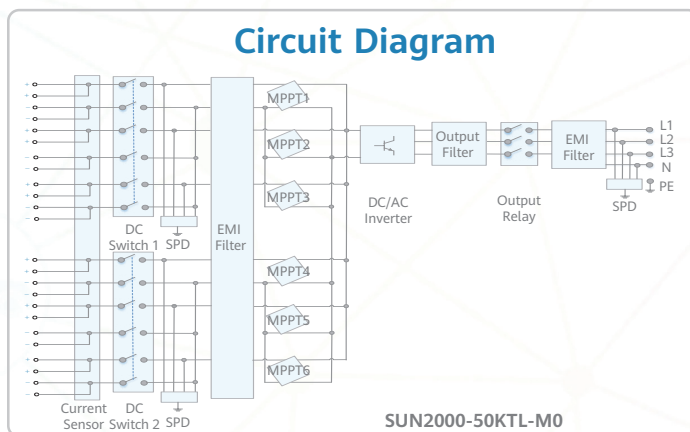 Circuit Diagram
MPPT1
MPPT2
MPPT3
MPPT4
MPPT5
MPPT6
DC
Switch 1
SPD
EMI
Filter
DC/AC
Inverter
Output
Filter
Output
Relay
EMI
Filter
L1
L2
L3
N
PE
SPD
Current
Sensor
DC
Switch 2
SPD
SUN2000-50KTL-M0